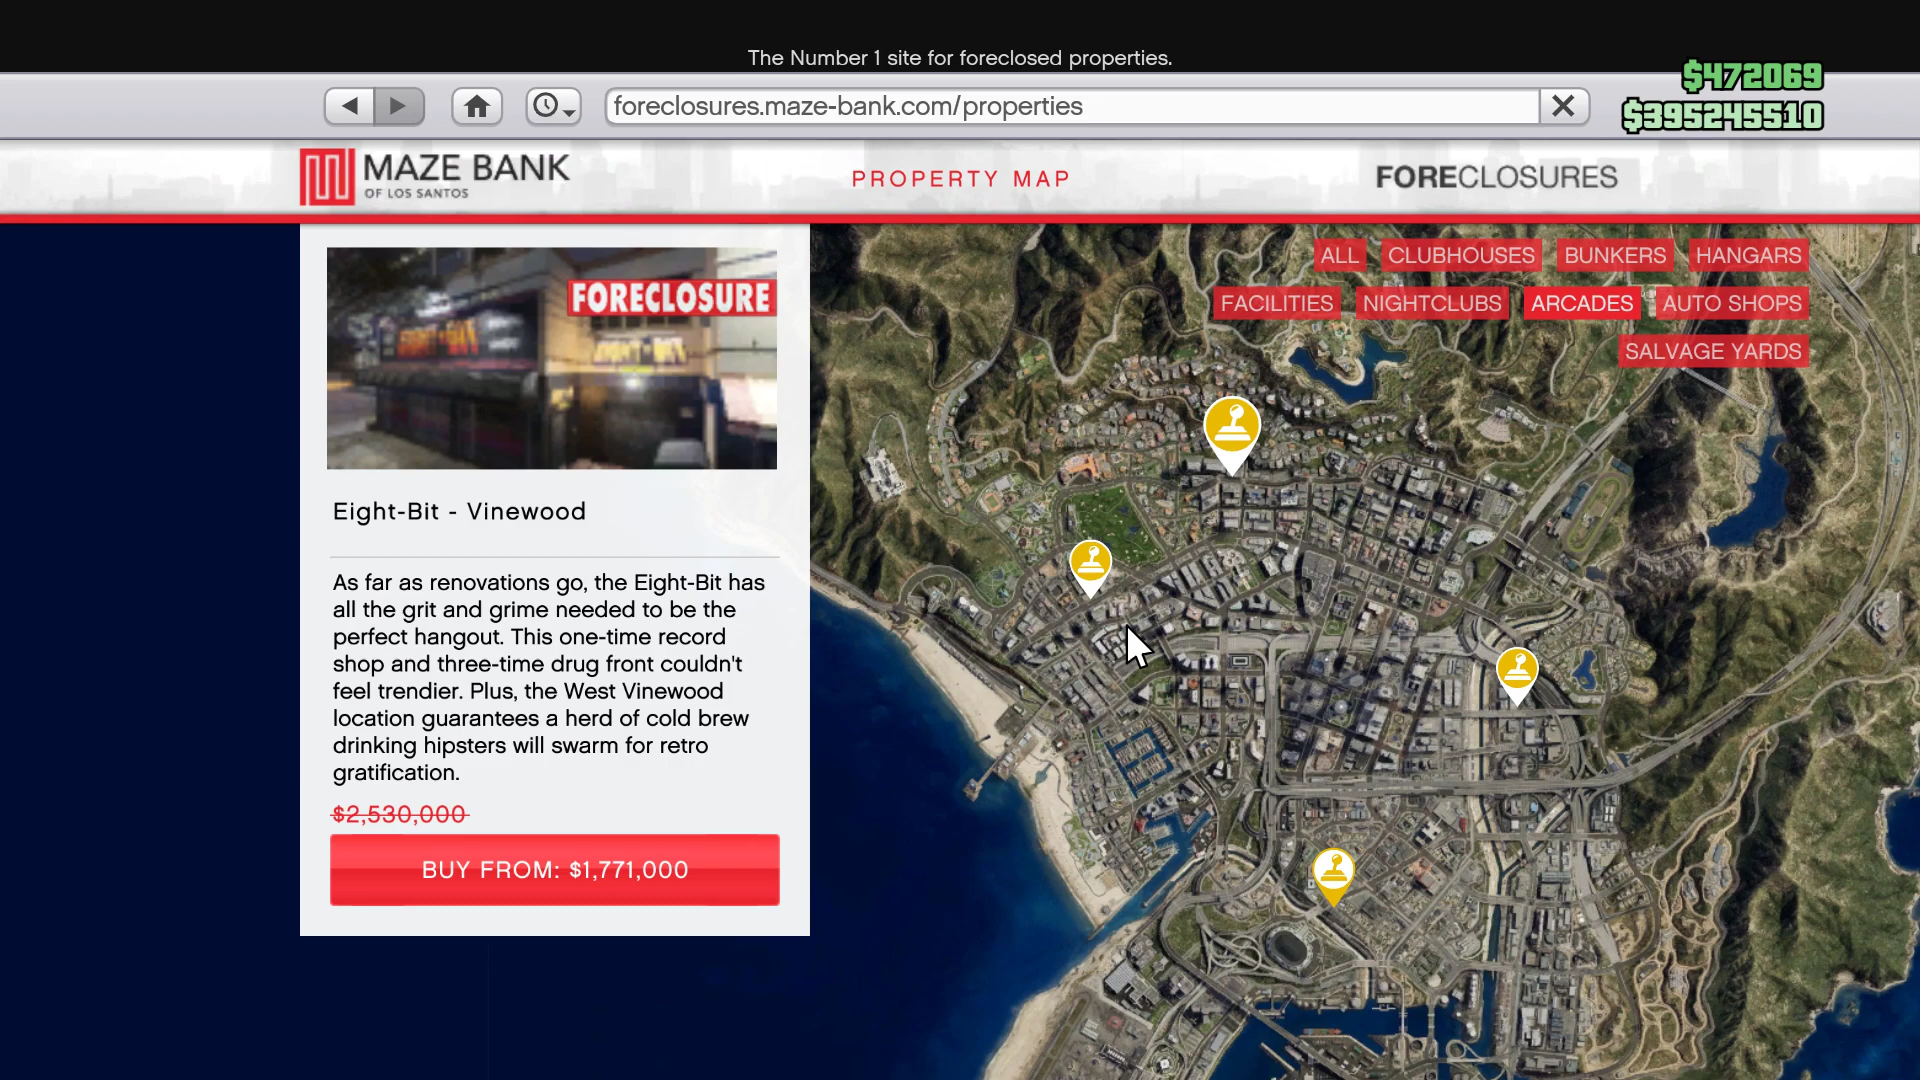 The Number 1 site for foreclosed properties.
$472069
foreclosures.maze-bank.com/properties
$395245510
MAZE BANK
OF LOS SANTOS
PROPERTY MAP
FORECLOSURES
FORECLOSURE
ALL CLUBHOUSES BUNKERS HANGARS
FACILITIES NIGHTCLUBS ARCADES AUTO SHOPS
SALVAGE YARDS
Eight-Bit - Vinewood
As far as renovations go, the Eight-Bit has
all the grit and grime needed to be the
perfect hangout. This one-time record
shop and three-time drug front couldn't
feel trendier. Plus, the West Vinewood
location guarantees a herd of cold brew
drinking hipsters will swarm for retro
gratification.
$2,530,000
BUY FROM: $1,771,000